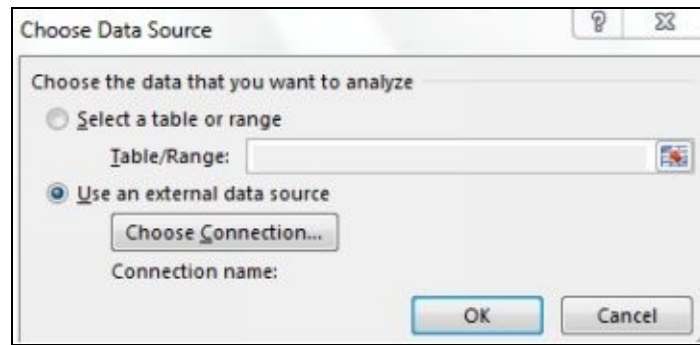 Choose Data Source
Choose the data that you want to analyze
Select a table or range
Table/Range:
Use an external data source
Choose Connection...
Connection name:
OK Cancel